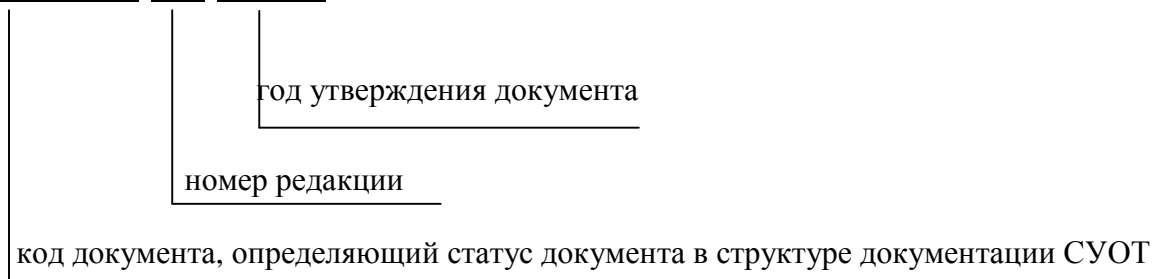 год утверждения документа
номер редакции
код документа, определяющий статус документа в структуре документации СУОТ